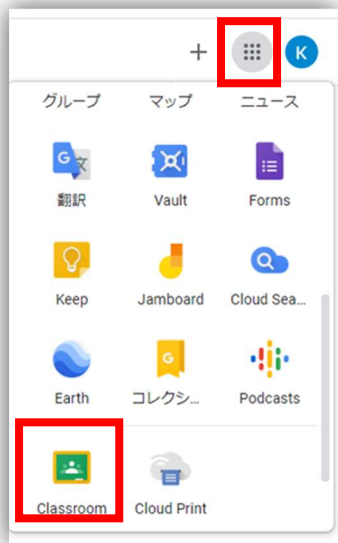 + K
グループ マップ ニュース
翻訳 Vault Forms
Keep Jamboard Cloud Sea...
Earth コレクシ... Podcasts
Classroom Cloud Print